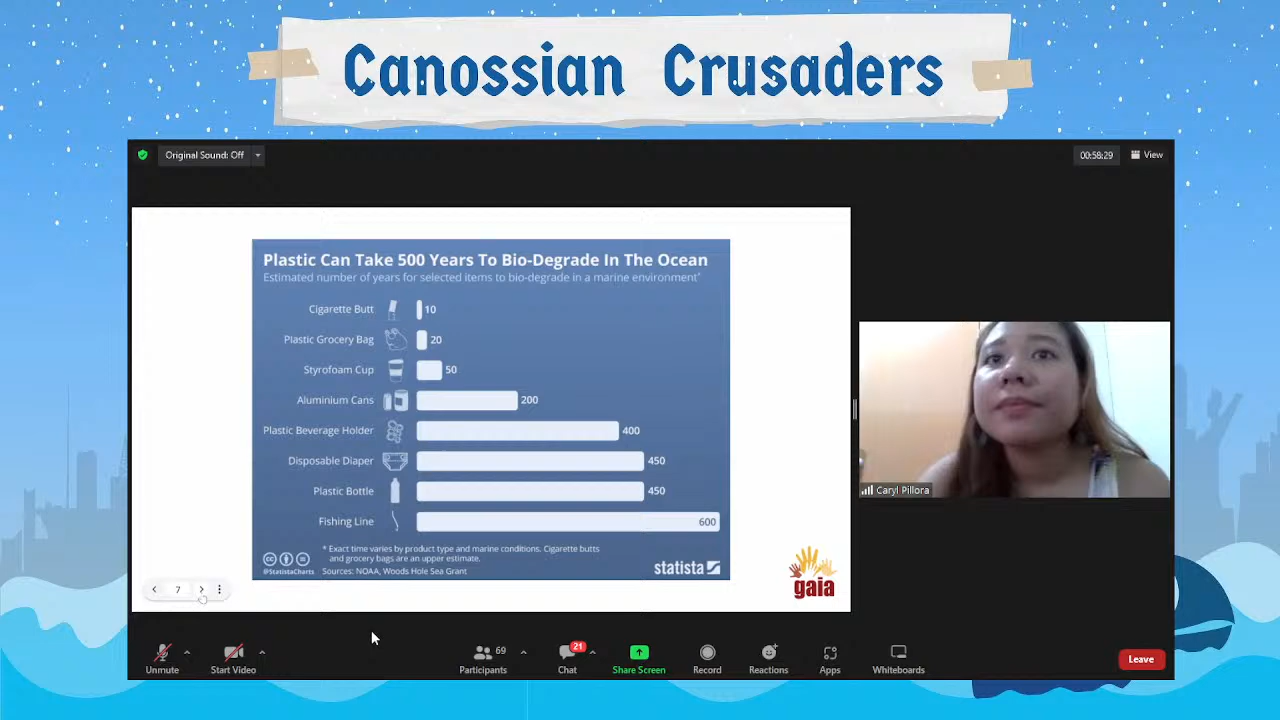 Canossian Crusaders
Original Sound: Off
00:58:29
View
Plastic Can Take 500 Years To Bio-Degrade In The Ocean
Estimated number of years for selected items to bio-degrade in a marine environment*
Cigarette Butt 10
Plastic Grocery Bag 20
Styrofoam Cup 50
Aluminium Cans 200
Plastic Beverage Holder 400
Disposable Diaper 450
Plastic Bottle 450
Fishing Line 600
* Exact time varies by product type and marine conditions. Cigarette butts
and grocery bags are an upper estimate.
@StatistaCharts Sources: NOAA, Woods Hole Sea Grant
statista
gaia
7
Caryl Pillora
Unmute
Start Video
69
Participants
21
Chat
Share Screen
Record
Reactions
Apps
Whiteboards
Leave